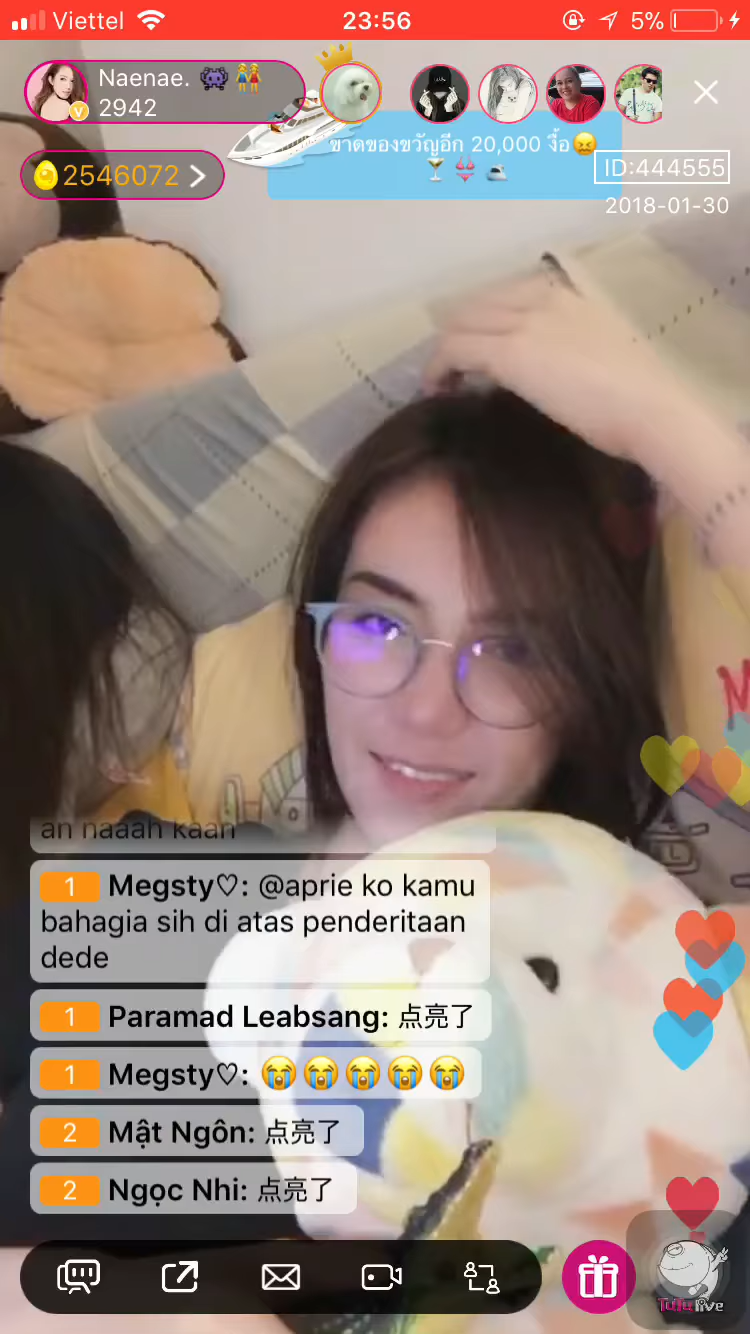 Viettel
23:56
5%
Naenae.
2942
2546072
ขาดของขวัญอีก 20,000 งื้อ
ID:444555
2018-01-30
an naaah kaan
1 Megsty♡: @aprie ko kamu
bahagia sih di atas penderitaan
dede
1 Paramad Leabsang: 点亮了
1 Megsty♡: 😭😭😭😭😭
2 Mật Ngôn: 点亮了
2 Ngọc Nhi: 点亮了
Tulu live